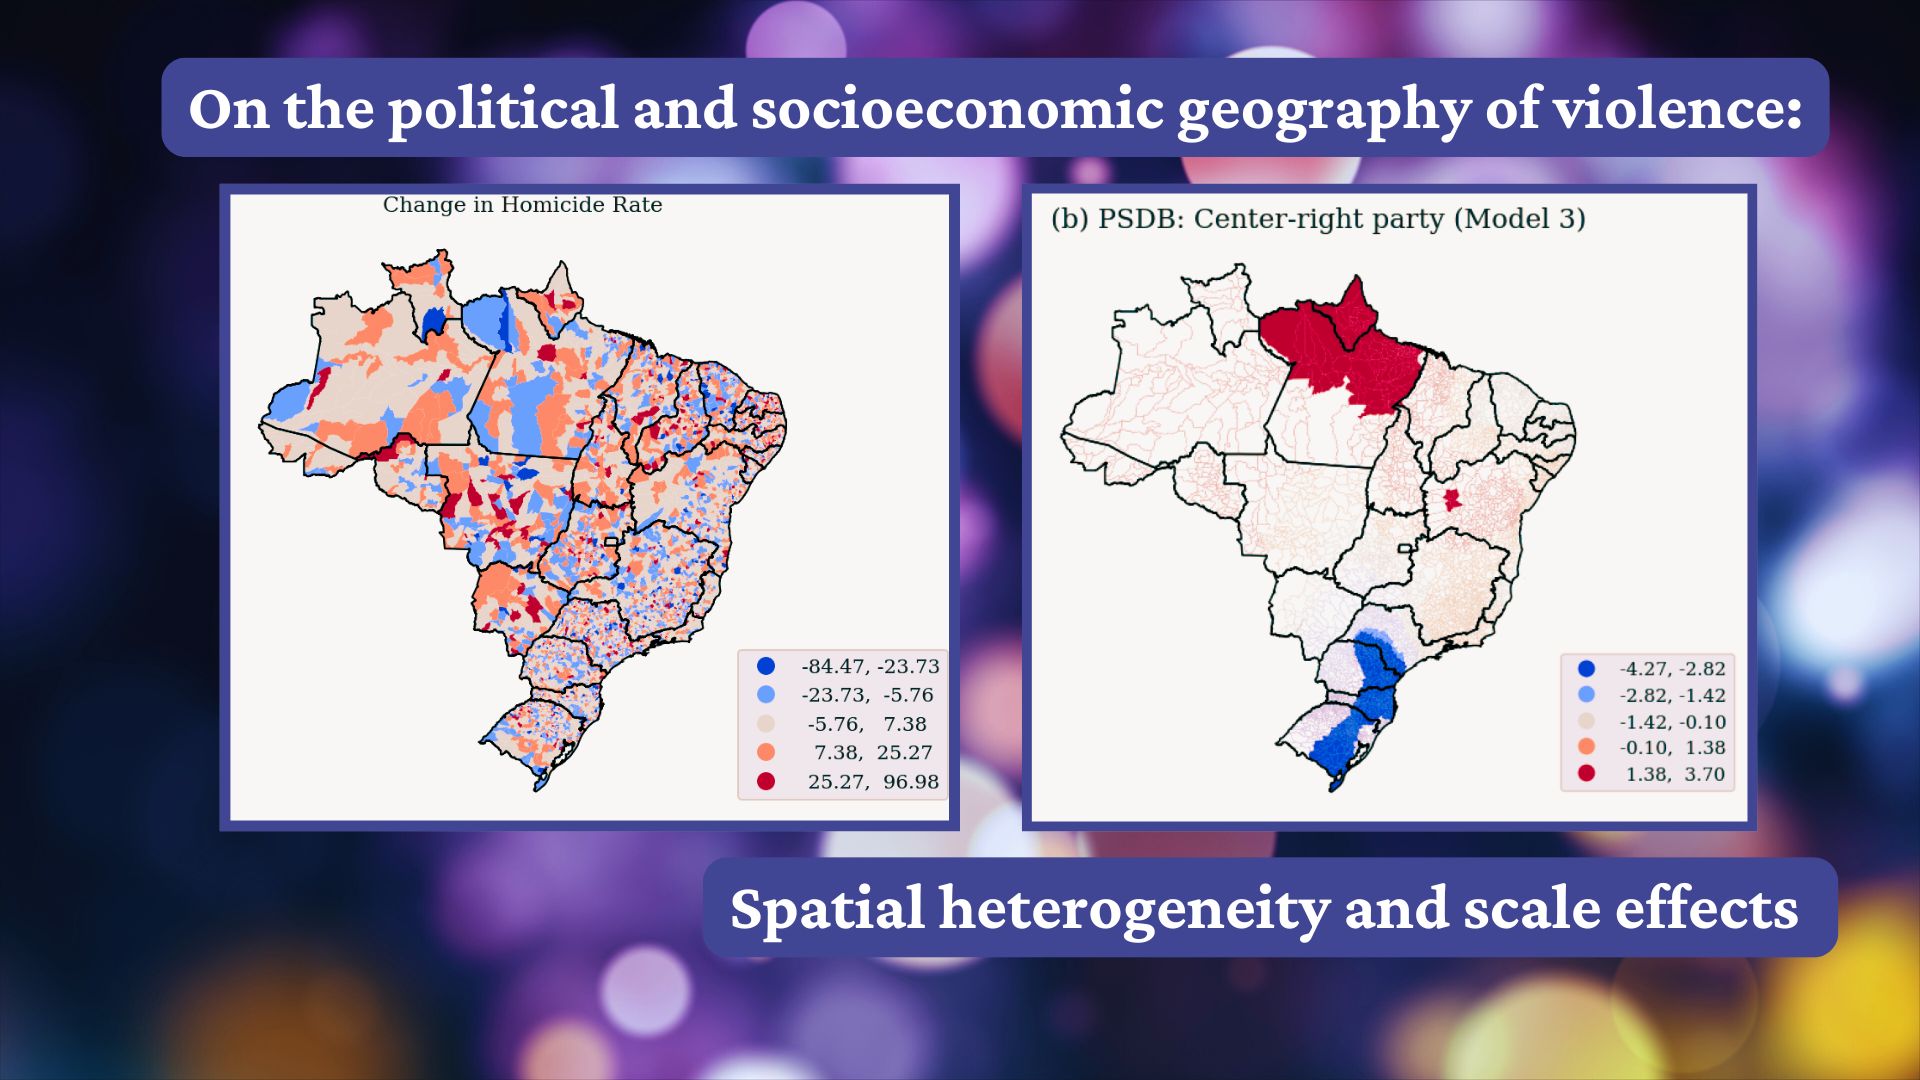 On the political and socioeconomic geography of violence:
Change in Homicide Rate
-84.47, -23.73
-23.73, -5.76
-5.76, 7.38
7.38, 25.27
25.27, 96.98
(b) PSDB: Center-right party (Model 3)
-4.27, -2.82
-2.82, -1.42
-1.42, -0.10
-0.10, 1.38
1.38, 3.70
Spatial heterogeneity and scale effects